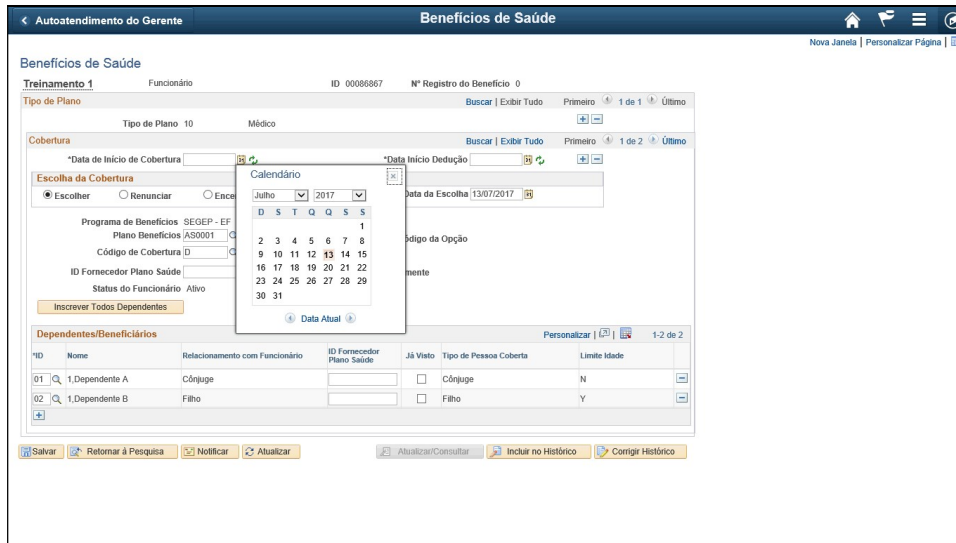 Autoatendimento do Gerente
Benefícios de Saúde
Nova Janela | Personalizar Página |
Benefícios de Saúde
Treinamento 1 Funcionário ID 00086867 Nº Registro do Benefício 0
Tipo de Plano Buscar | Exibir Tudo Primeiro 1 de 1 Último
Tipo de Plano 10 Médico
Cobertura Buscar | Exibir Tudo Primeiro 1 de 2 Último
*Data de Início de Cobertura *Data Início Dedução
Escolha da Cobertura
Escolher Renunciar Ence Data da Escolha 13/07/2017
Programa de Benefícios SEGEP - EF
Plano Benefícios AS0001 ódigo da Opção
Código de Cobertura D
ID Fornecedor Plano Saúde mente
Status do Funcionário Ativo
Inscrever Todos Dependentes
Calendário
Julho 2017
D S T Q Q S S
1
2 3 4 5 6 7 8
9 10 11 12 13 14 15
16 17 18 19 20 21 22
23 24 25 26 27 28 29
30 31
Data Atual
Dependentes/Beneficiários Personalizar | 1-2 de 2
*ID Nome Relacionamento com Funcionário ID Fornecedor Plano Saúde Já Visto Tipo de Pessoa Coberta Limite Idade
01 1,Dependente A Cônjuge Cônjuge N
02 1,Dependente B Filho Filho Y
Salvar Retornar à Pesquisa Notificar Atualizar Atualizar/Consultar Incluir no Histórico Corrigir Histórico